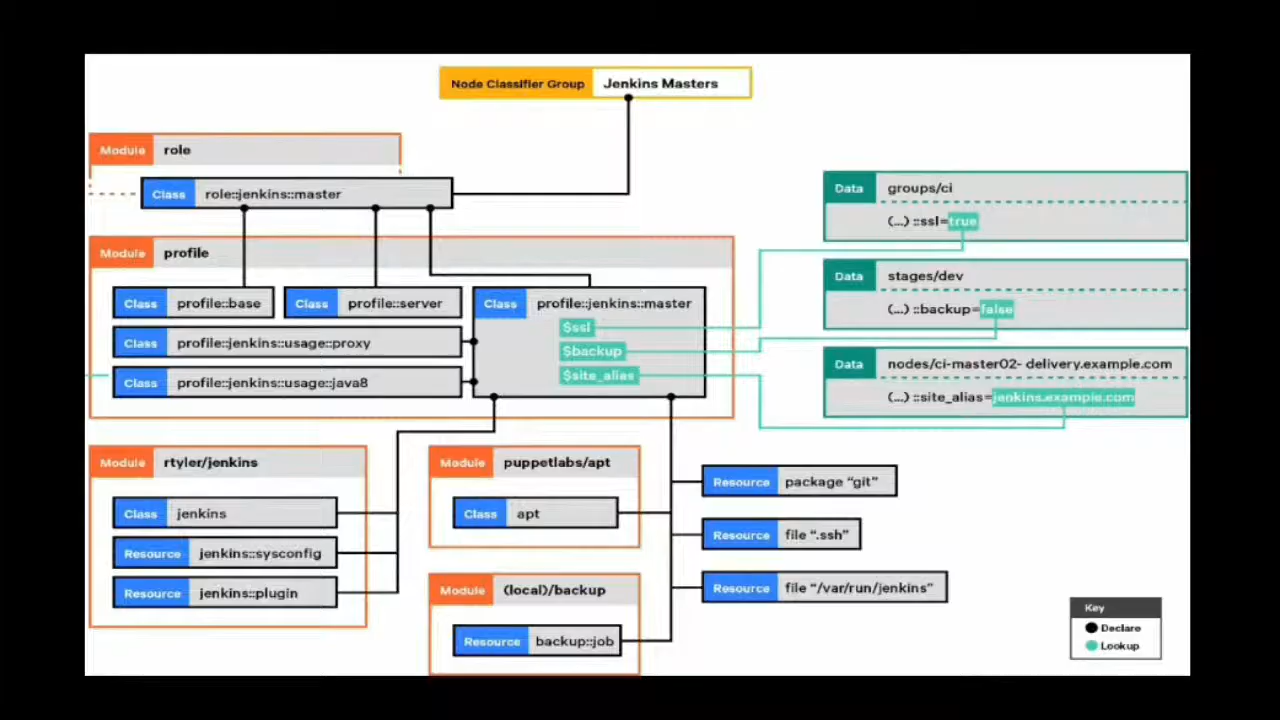 Node Classifier Group Jenkins Masters
Module role
Class role::jenkins::master
Module profile
Class profile::base
Class profile::server
Class profile::jenkins::master
$ssl
$backup
$site_alias
Class profile::jenkins::usage::proxy
Class profile::jenkins::usage::java8
Data groups/ci
(...) ::ssl=true
Data stages/dev
(...) ::backup=false
Data nodes/ci-master02- delivery.example.com
(...) ::site_alias=jenkins.example.com
Module rtyler/jenkins
Class jenkins
Resource jenkins::sysconfig
Resource jenkins::plugin
Module puppetlabs/apt
Class apt
Module (local)/backup
Resource backup::job
Resource package “git”
Resource file “.ssh”
Resource file “/var/run/jenkins”
Key
Declare
Lookup